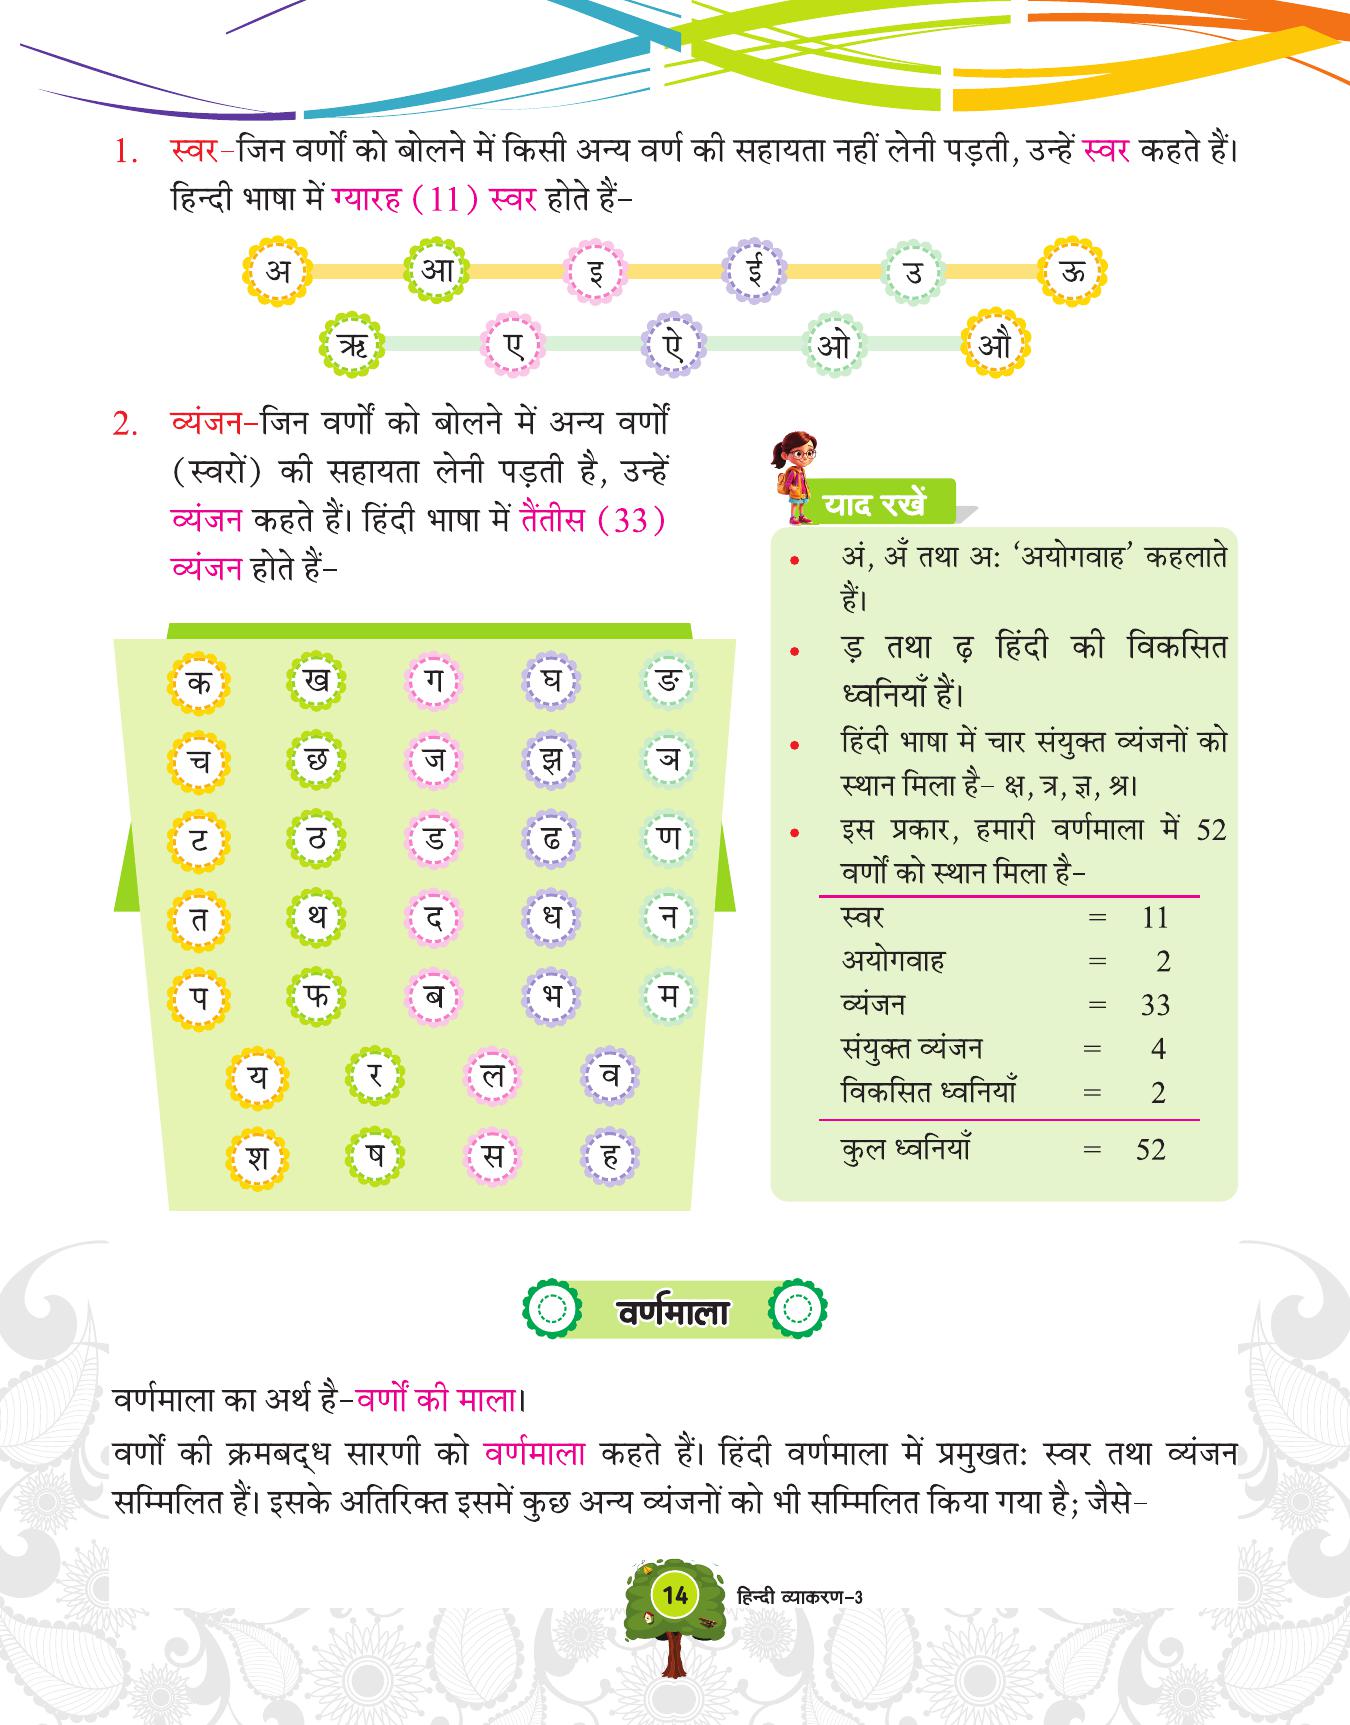 1. स्वर–जिन वर्णों को बोलने में किसी अन्य वर्ण की सहायता नहीं लेनी पड़ती, उन्हें स्वर कहते हैं।
हिन्दी भाषा में ग्यारह (11) स्वर होते हैं–
अ आ इ ई उ ऊ
ऋ ए ऐ ओ औ
2. व्यंजन–जिन वर्णों को बोलने में अन्य वर्णों
(स्वरों) की सहायता लेनी पड़ती है, उन्हें
व्यंजन कहते हैं। हिंदी भाषा में तैंतीस (33)
व्यंजन होते हैं–
क ख ग घ ङ
च छ ज झ ञ
ट ठ ड ढ ण
त थ द ध न
प फ ब भ म
य र ल व
श ष स ह
याद रखें
• अं, अँ तथा अ: ‘अयोगवाह’ कहलाते
हैं।
• ड़ तथा ढ़ हिंदी की विकसित
ध्वनियाँ हैं।
• हिंदी भाषा में चार संयुक्त व्यंजनों को
स्थान मिला है– क्ष, त्र, ज्ञ, श्र।
• इस प्रकार, हमारी वर्णमाला में 52
वर्णों को स्थान मिला है–
स्वर = 11
अयोगवाह = 2
व्यंजन = 33
संयुक्त व्यंजन = 4
विकसित ध्वनियाँ = 2
कुल ध्वनियाँ = 52
वर्णमाला
वर्णमाला का अर्थ है–वर्णों की माला।
वर्णों की क्रमबद्ध सारणी को वर्णमाला कहते हैं। हिंदी वर्णमाला में प्रमुखत: स्वर तथा व्यंजन
सम्मिलित हैं। इसके अतिरिक्त इसमें कुछ अन्य व्यंजनों को भी सम्मिलित किया गया है; जैसे–
14 हिन्दी व्याकरण–3